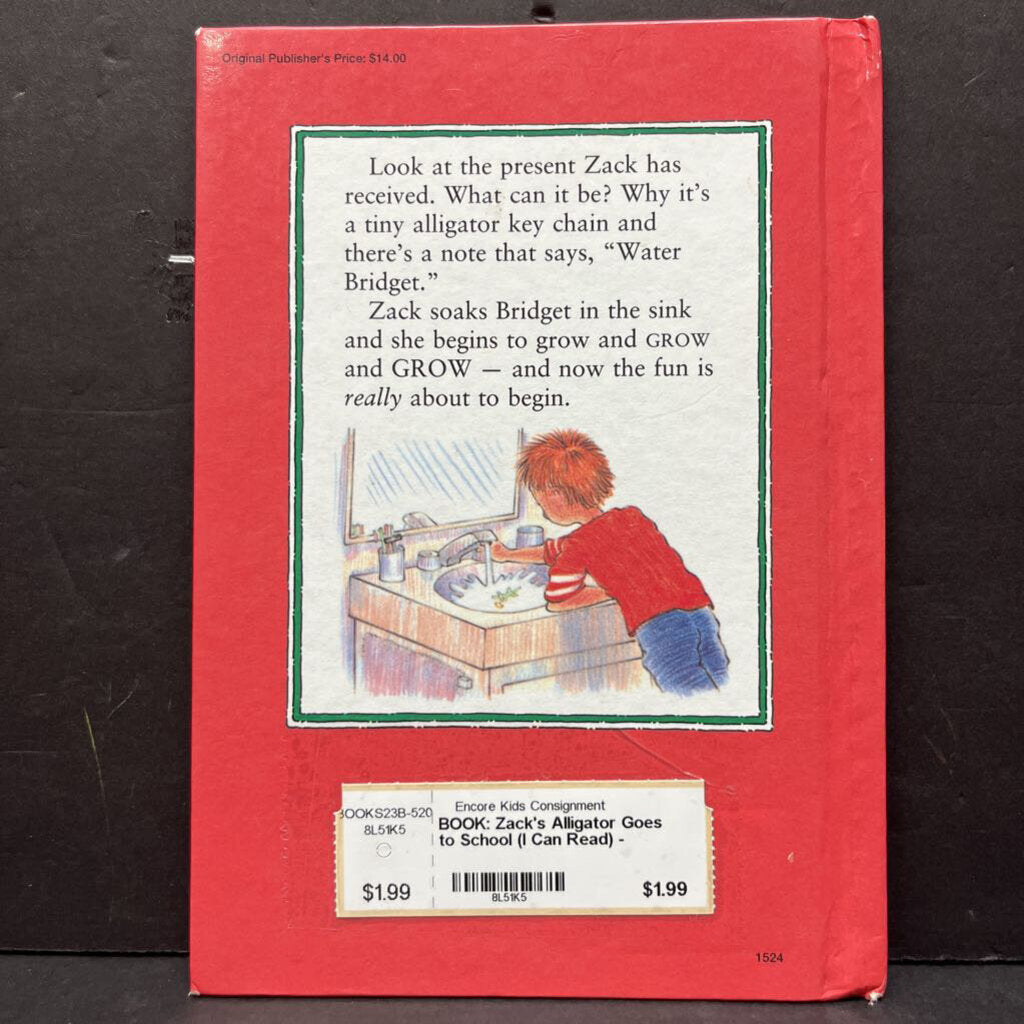 Original Publisher's Price: $14.00
Look at the present Zack has
received. What can it be? Why it's
a tiny alligator key chain and
there's a note that says, “Water
Bridget.”
Zack soaks Bridget in the sink
and she begins to grow and GROW
and GROW — and now the fun is
really about to begin.
BOOKS23B-520
8L51K5
$1.99
Encore Kids Consignment
BOOK: Zack's Alligator Goes
to School (I Can Read) -
8L51K5
$1.99
1524